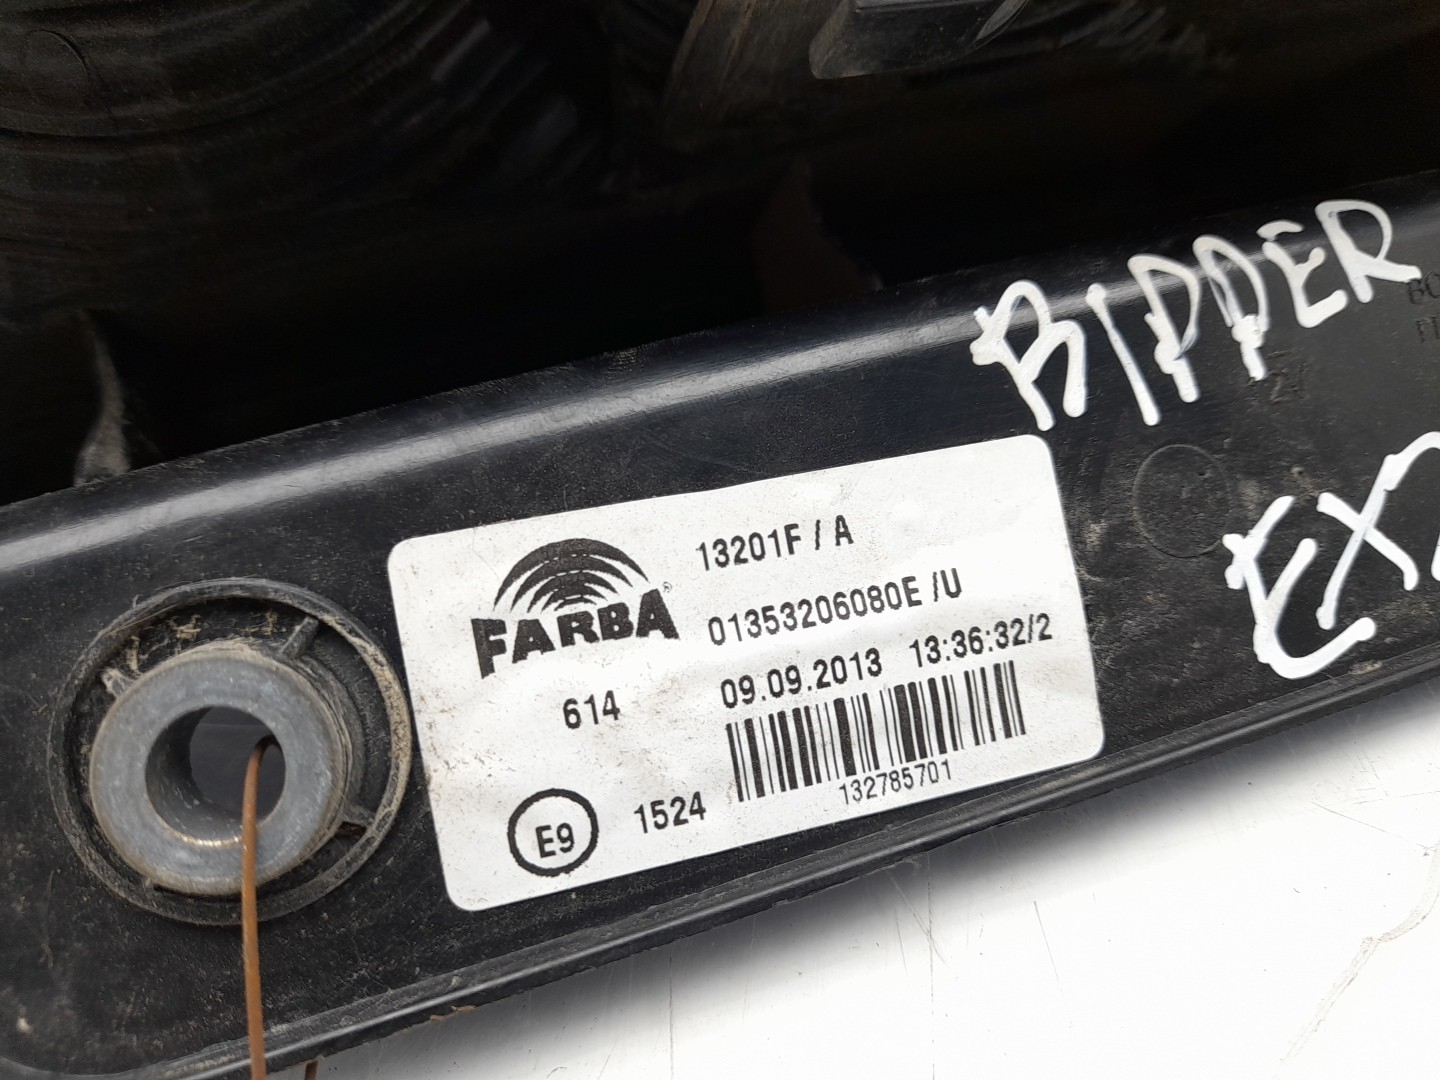 BIPPER
13201F / A
FARBA®
01353206080E /U
09.09.2013 13:36:32/2
614
132785701
E9
1524